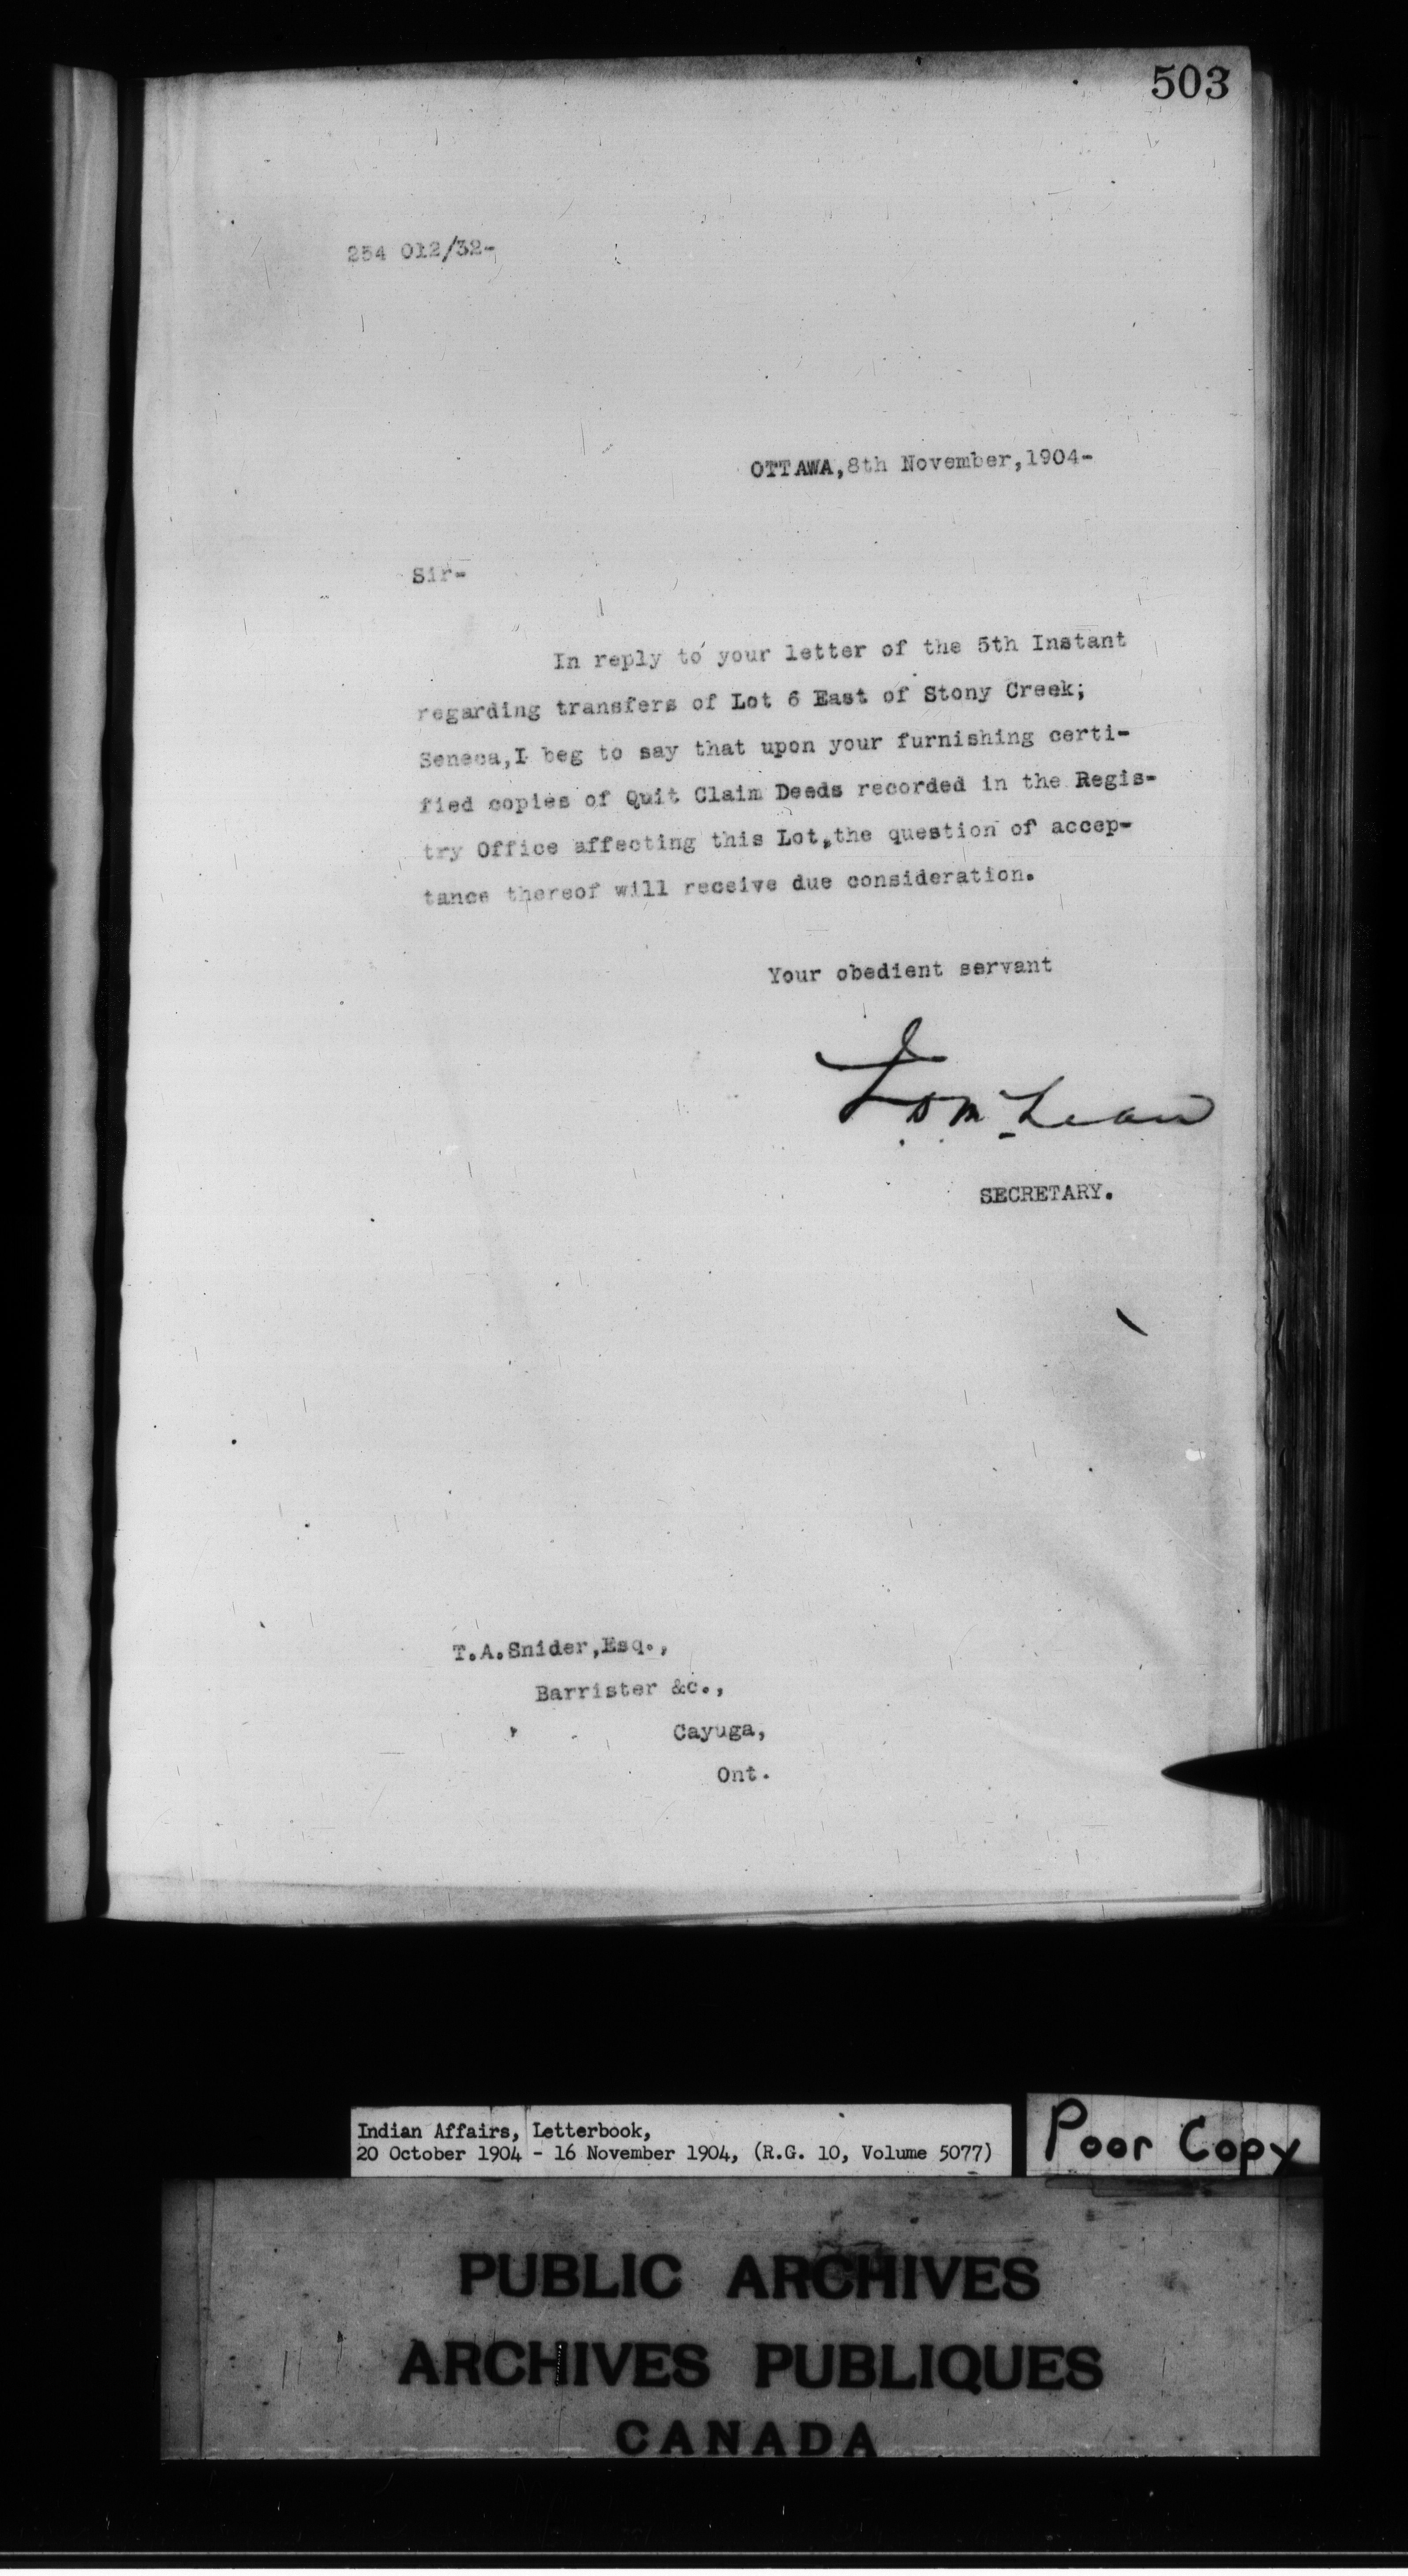 503
254 012/32-
OTTAWA,8th November,1904-
Sir-
In reply to your letter of the 5th Instant
regarding transfers of Lot 6 East of Stony Creek;
Seneca,I beg to say that upon your furnishing certi-
fied copies of Quit Claim Deeds recorded in the Regis-
try Office affecting this Lot,the question of accep-
tance thereof will receive due consideration.
Your obedient servant
J D McLean
SECRETARY.
T.A.Snider,Esq.,
Barrister &c.,
Cayuga,
Ont.
Indian Affairs, Letterbook,
20 October 1904 - 16 November 1904, (R.G. 10, Volume 5077)
Poor Copy
PUBLIC ARCHIVES
ARCHIVES PUBLIQUES
CANADA